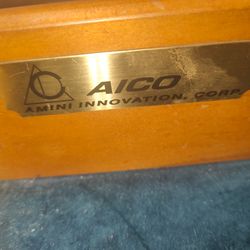 AICO
AMINI INNOVATION, CORP.